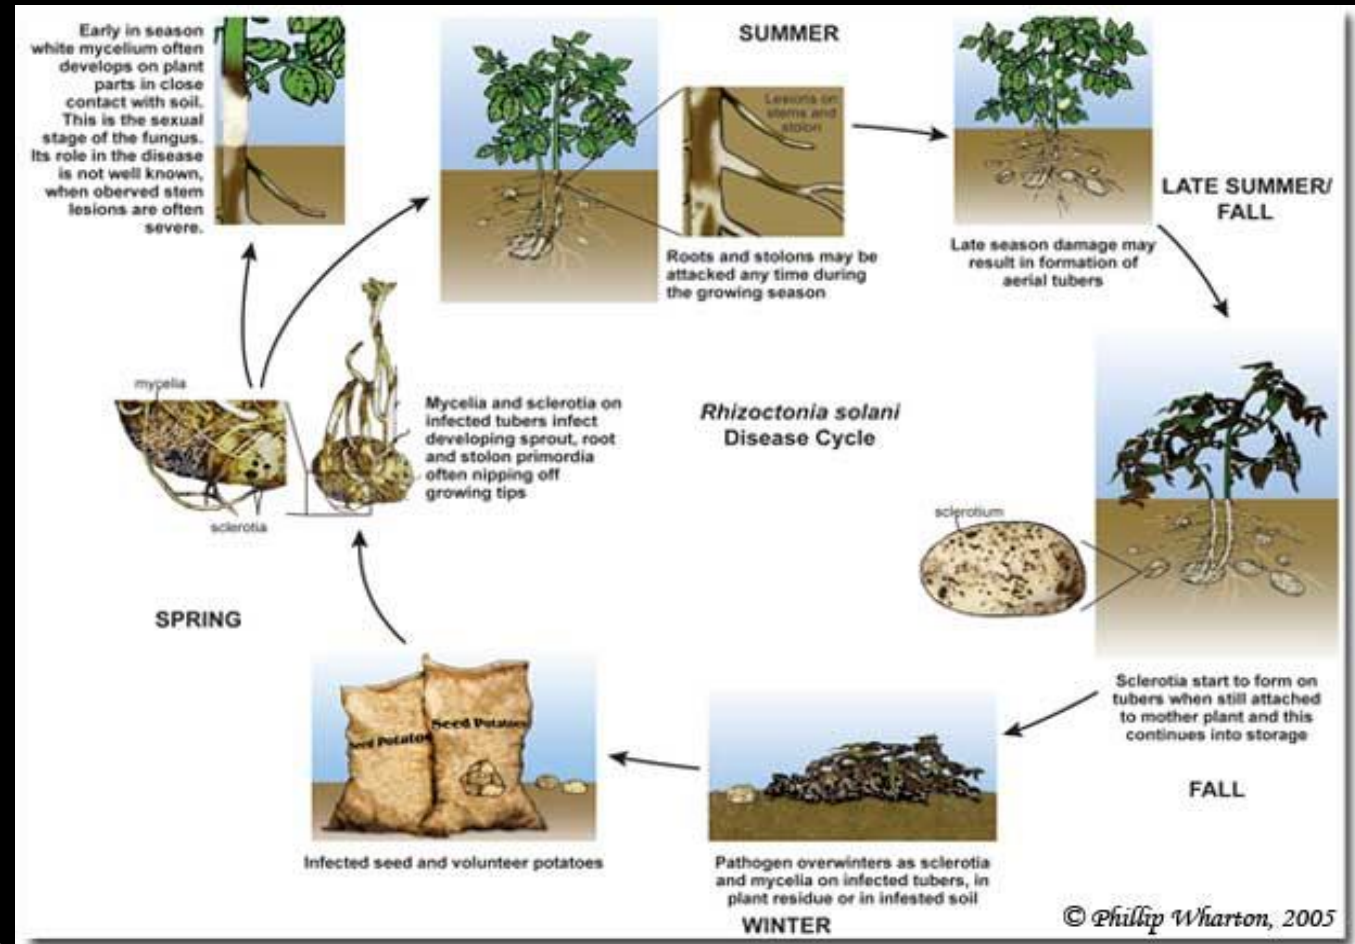 Early in season
white mycelium often
develops on plant
parts in close
contact with soil.
This is the sexual
stage of the fungus.
Its role in the disease
is not well known,
when oberved stem
lesions are often
severe.
SUMMER
Lesions on
stems and
stolon
Roots and stolons may be
attacked any time during
the growing season
LATE SUMMER/
FALL
Late season damage may
result in formation of
aerial tubers
mycelia
sclerotia
Mycelia and sclerotia on
infected tubers infect
developing sprout, root
and stolon primordia
often nipping off
growing tips
Rhizoctonia solani
Disease Cycle
sclerotium
SPRING
Seed Potatoes
Seed Potatoes
Sclerotia start to form on
tubers when still attached
to mother plant and this
continues into storage
FALL
Infected seed and volunteer potatoes
Pathogen overwinters as sclerotia
and mycelia on infected tubers, in
plant residue or in infested soil
WINTER
© Phillip Wharton, 2005